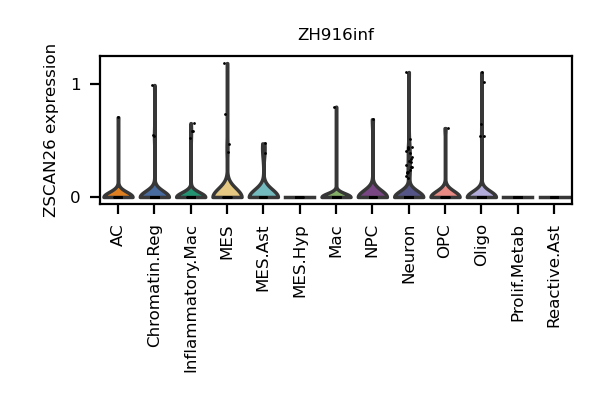 ZH916inf
ZSCAN26 expression
1
0
AC
Chromatin.Reg
Inflammatory.Mac
MES
MES.Ast
MES.Hyp
Mac
NPC
Neuron
OPC
Oligo
Prolif.Metab
Reactive.Ast